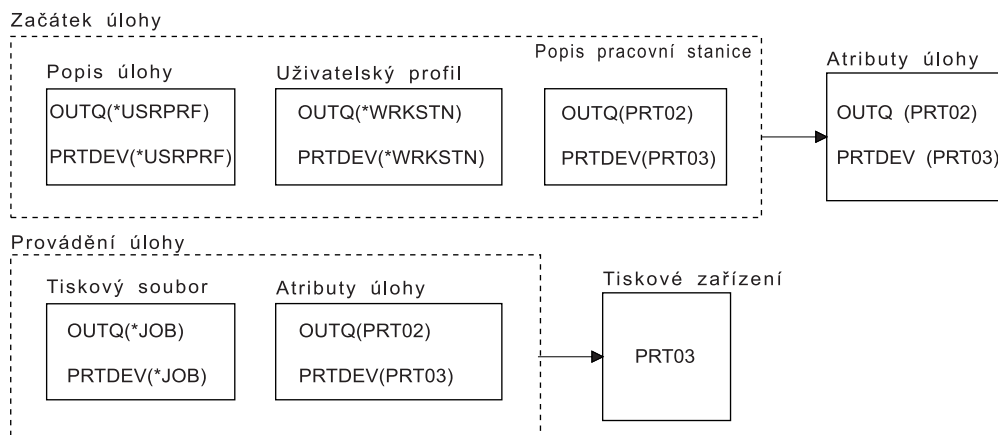 Začátek úlohy
Popis pracovní stanice
Popis úlohy
OUTQ(*USRPRF)
PRTDEV(*USRPRF)
Uživatelský profil
OUTQ(*WRKSTN)
PRTDEV(*WRKSTN)
OUTQ(PRT02)
PRTDEV(PRT03)
Atributy úlohy
OUTQ (PRT02)
PRTDEV (PRT03)
Provádění úlohy
Tiskový soubor
OUTQ(*JOB)
PRTDEV(*JOB)
Atributy úlohy
OUTQ(PRT02)
PRTDEV(PRT03)
Tiskové zařízení
PRT03